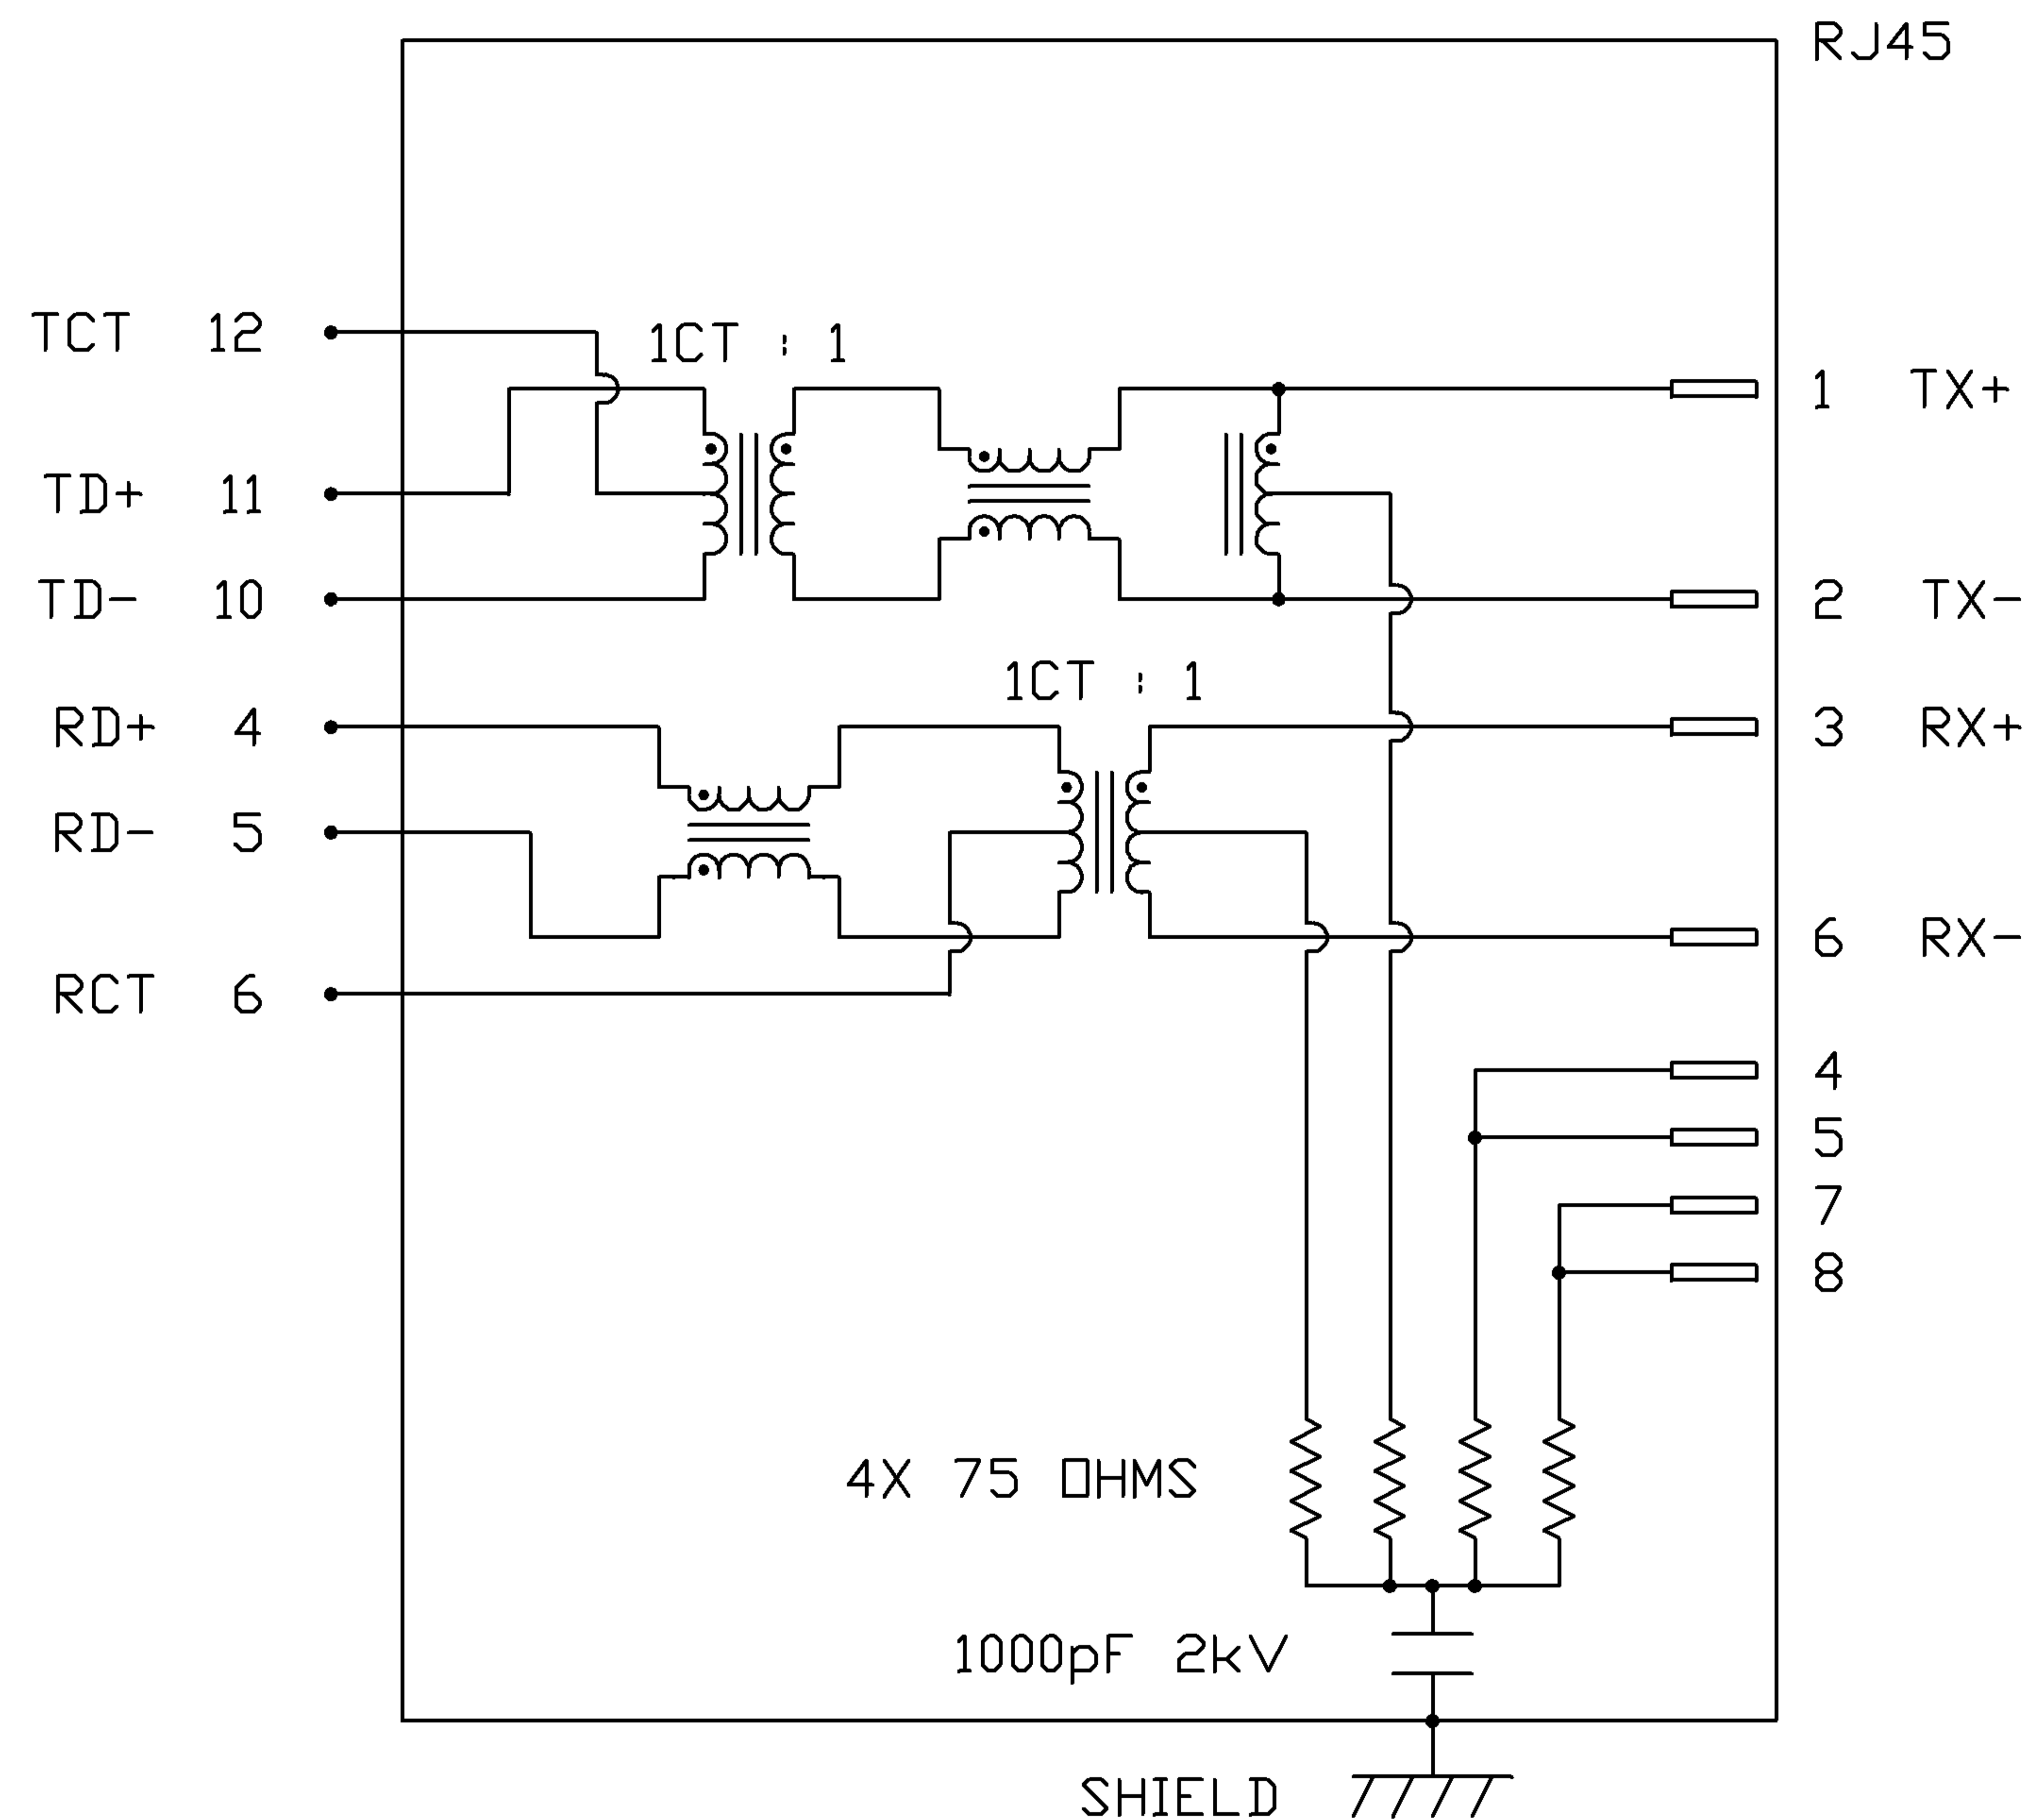 RJ45
TCT 12
1CT : 1
1 TX+
TD+ 11
TD- 10
2 TX-
1CT : 1
RD+ 4
3 RX+
RD- 5
6 RX-
RCT 6
4
5
7
8
4X 75 OHMS
1000pF 2kV
SHIELD